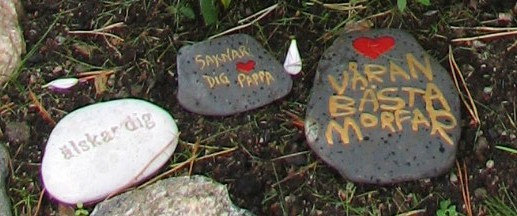 älskar dig
SAKNAR
DIG PAPPA
VÅRAN
BÄSTA
MORFAR